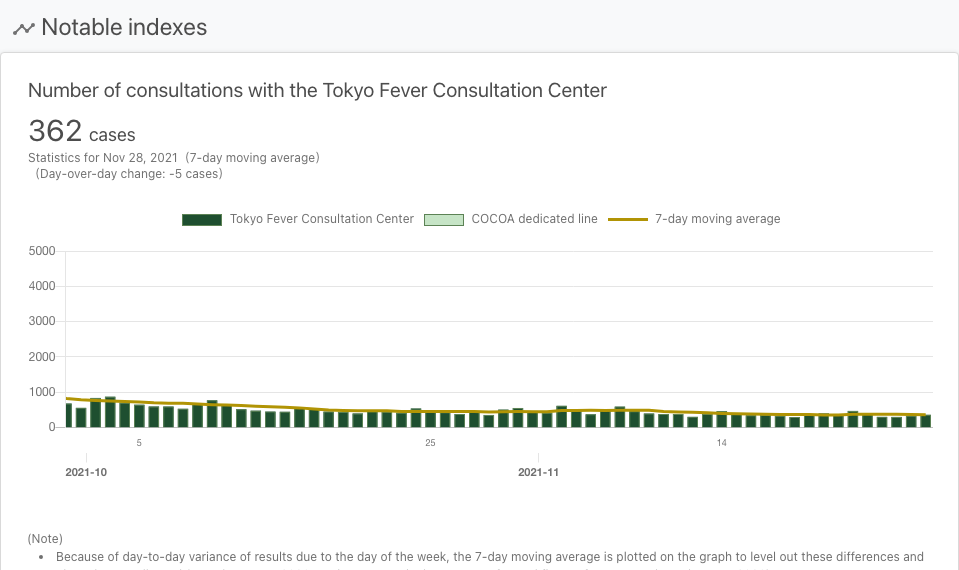 Notable indexes
Number of consultations with the Tokyo Fever Consultation Center
362 cases
Statistics for Nov 28, 2021 (7-day moving average)
(Day-over-day change: -5 cases)
Tokyo Fever Consultation Center COCOA dedicated line 7-day moving average
5000
4000
3000
2000
1000
0
5 25 14
2021-10 2021-11
(Note)
• Because of day-to-day variance of results due to the day of the week, the 7-day moving average is plotted on the graph to level out these differences and